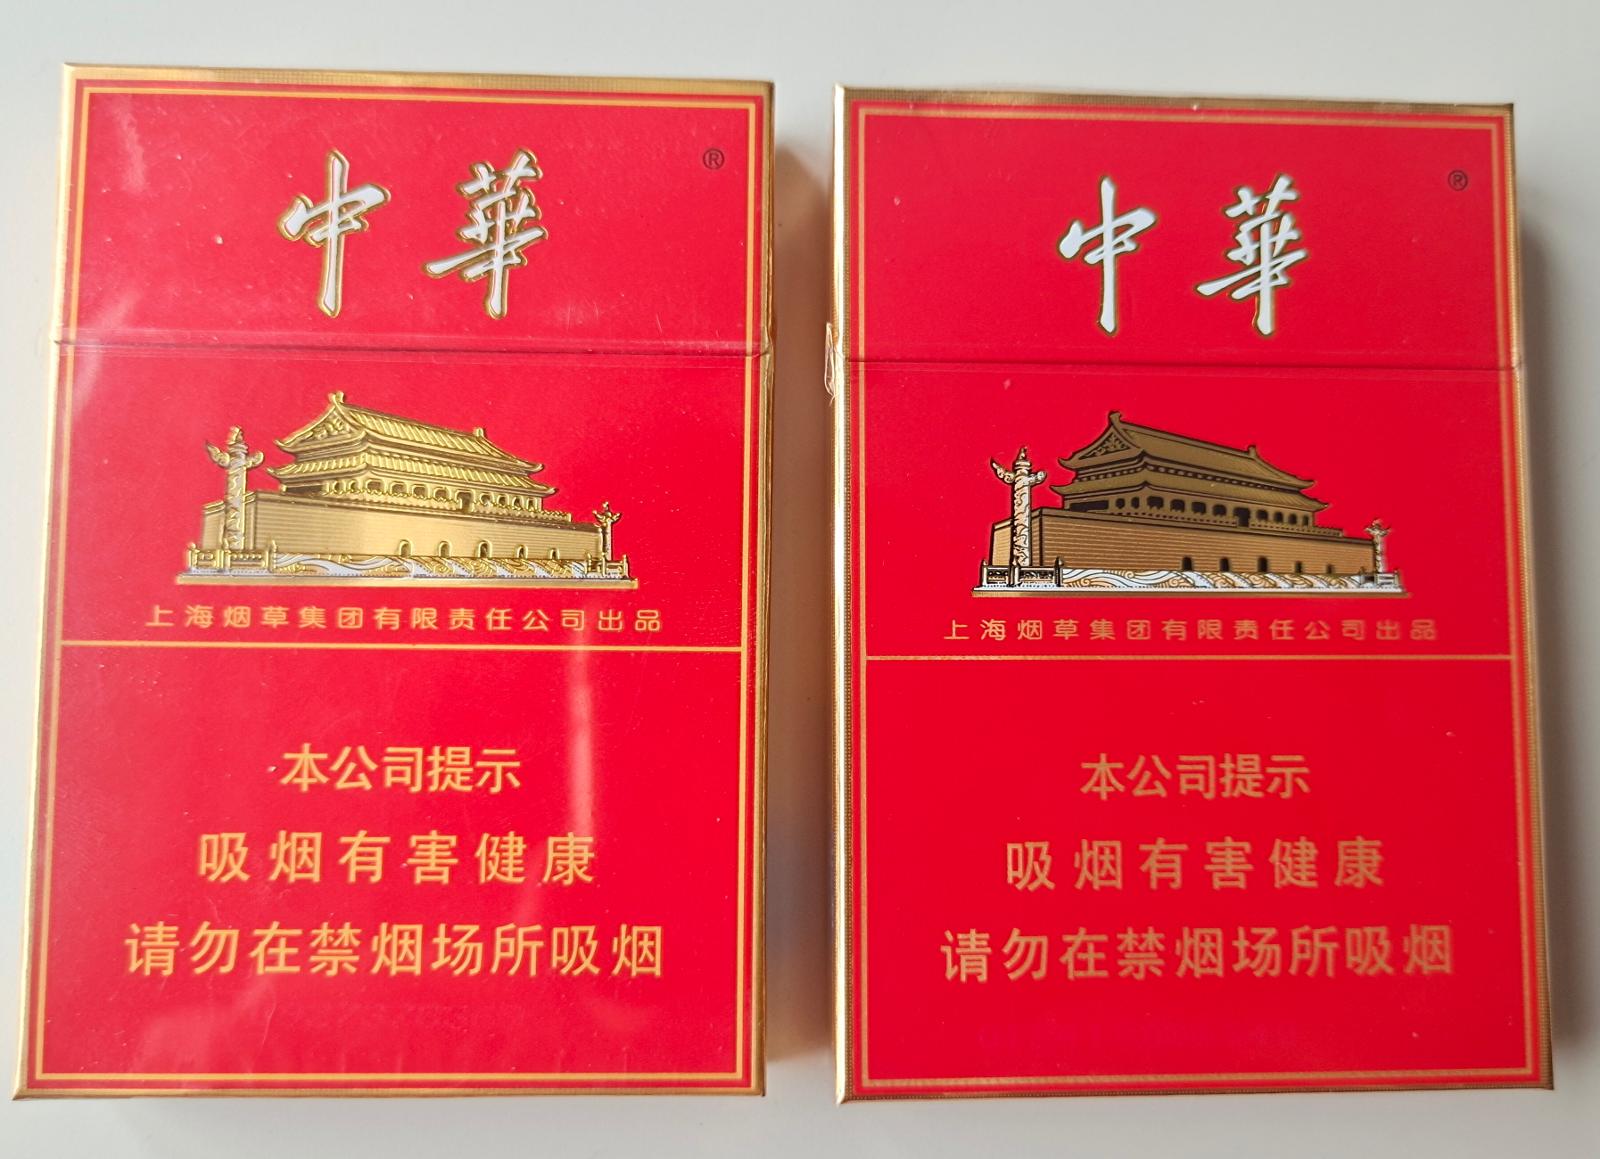 中華®
上海烟草集团有限责任公司出品
本公司提示
吸烟有害健康
请勿在禁烟场所吸烟
中華®
上海烟草集团有限责任公司出品
本公司提示
吸烟有害健康
请勿在禁烟场所吸烟